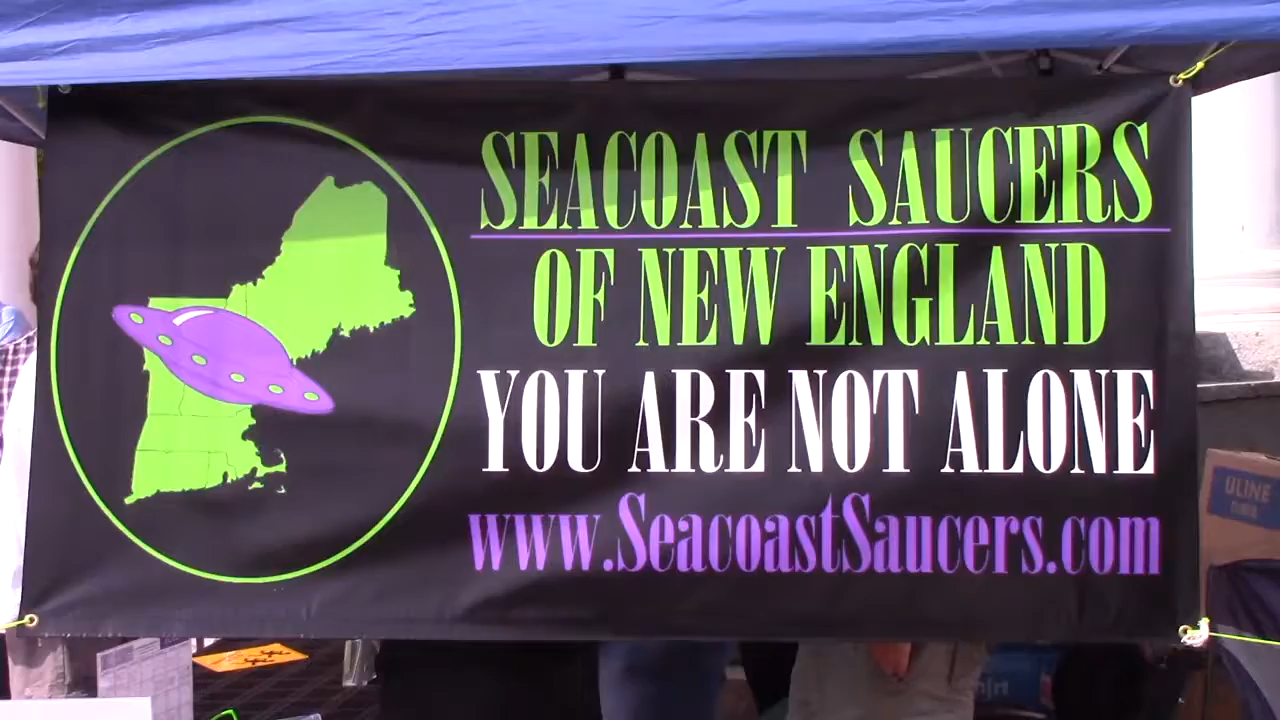 SEACOAST SAUCERS
OF NEW ENGLAND
YOU ARE NOT ALONE
www.SeacoastSaucers.com
ULINE